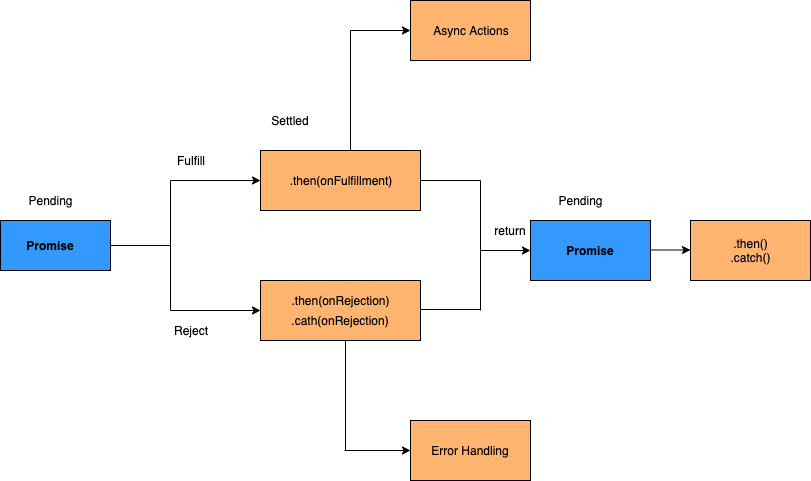 Async Actions
Settled
Fulfill
.then(onFulfillment)
Pending
Promise
return
Pending
Promise
.then()
.catch()
.then(onRejection)
.cath(onRejection)
Reject
Error Handling